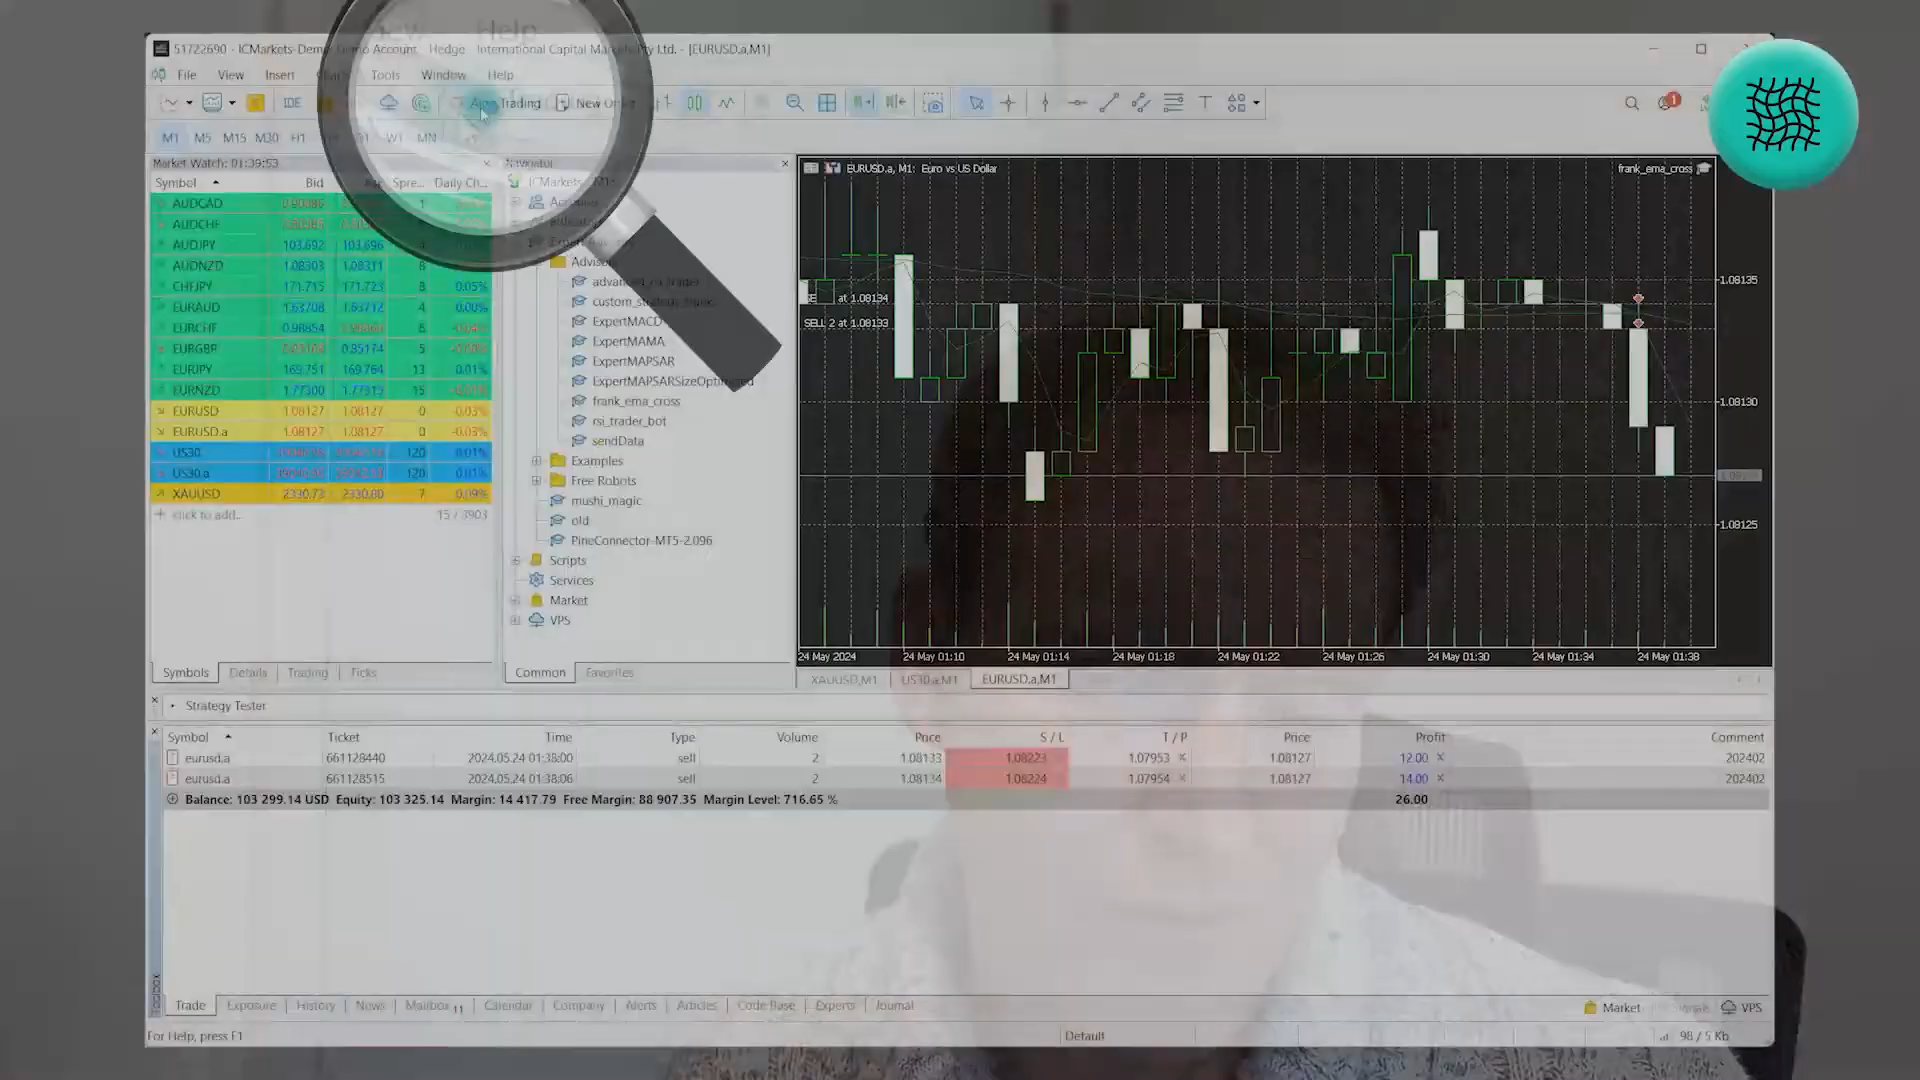 Help
51722690 - ICMarkets-Demo Account Hedge International Capital Markets Pty Ltd. - [EURUSD.a,M1]
File View Insert Charts Tools Window Help
IDE Algo Trading New Order
M1 M5 M15 M30 H1 W1 MN
Market Watch: 01:39:53
Navigator
Symbol Bid Spre... Daily Ch...
AUDCAD
AUDCHF
AUDJPY 103.692 103.696
AUDNZD 1.08303 1.08311 8
CHFJPY 171.715 171.723 8 0.05%
EURAUD 1.63708 1.63712 4 0.00%
EURCHF 0.98854 6 -0.04%
EURGBP 0.85174 5
EURJPY 169.751 169.764 13 0.01%
EURNZD 1.77300 1.77315 15 -0.01%
EURUSD 1.08127 1.08127 0 -0.03%
EURUSD.a 1.08127 1.08127 0 -0.03%
US30 120 0.01%
US30.a 120 0.01%
XAUUSD 2330.73 2330.80 7 0.09%
click to add... 15 / 3903
Symbols Details Trading Ticks
Advisors
ExpertMACD
ExpertMAMA
ExpertMAPSAR
ExpertMAPSARSizeOptimized
frank_ema_cross
rsi_trader_bot
sendData
Examples
Free Robots
mushi_magic
old
PineConnector-MT5-2.096
Scripts
Services
Market
VPS
Common Favorites
EURUSD.a, M1: Euro vs US Dollar
frank_ema_cross
at 1.08134
SELL 2 at 1.08133
1.08135
1.08130
1.08125
24 May 2024 24 May 01:10 24 May 01:14 24 May 01:18 24 May 01:22 24 May 01:26 24 May 01:30 24 May 01:34 24 May 01:38
XAUUSD,M1 US30.a,M1 EURUSD.a,M1
Strategy Tester
Symbol Ticket Time Type Volume Price S / L T / P Price Profit Comment
eurusd.a 661128440 2024.05.24 01:38:00 sell 2 1.08133 1.08223 1.07953 1.08127 12.00 202402
eurusd.a 661128515 2024.05.24 01:38:06 sell 2 1.08134 1.08224 1.07954 1.08127 14.00 202402
Balance: 103 299.14 USD Equity: 103 325.14 Margin: 14 417.79 Free Margin: 88 907.35 Margin Level: 716.65 % 26.00
Trade Exposure History News Mailbox 11 Calendar Company Alerts Articles Code Base Experts Journal
Market VPS
For Help, press F1 Default 98 / 5 Kb